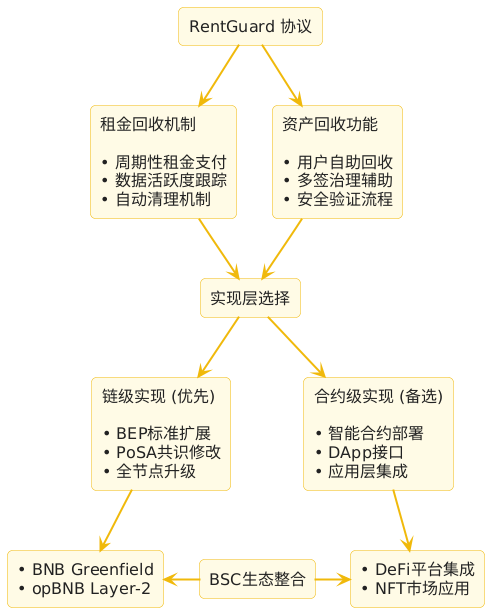 RentGuard 协议
租金回收机制
• 周期性租金支付
• 数据活跃度跟踪
• 自动清理机制
资产回收功能
• 用户自助回收
• 多签治理辅助
• 安全验证流程
实现层选择
链级实现 (优先)
• BEP标准扩展
• PoSA共识修改
• 全节点升级
合约级实现 (备选)
• 智能合约部署
• DApp接口
• 应用层集成
• BNB Greenfield
• opBNB Layer-2
BSC生态整合
• DeFi平台集成
• NFT市场应用